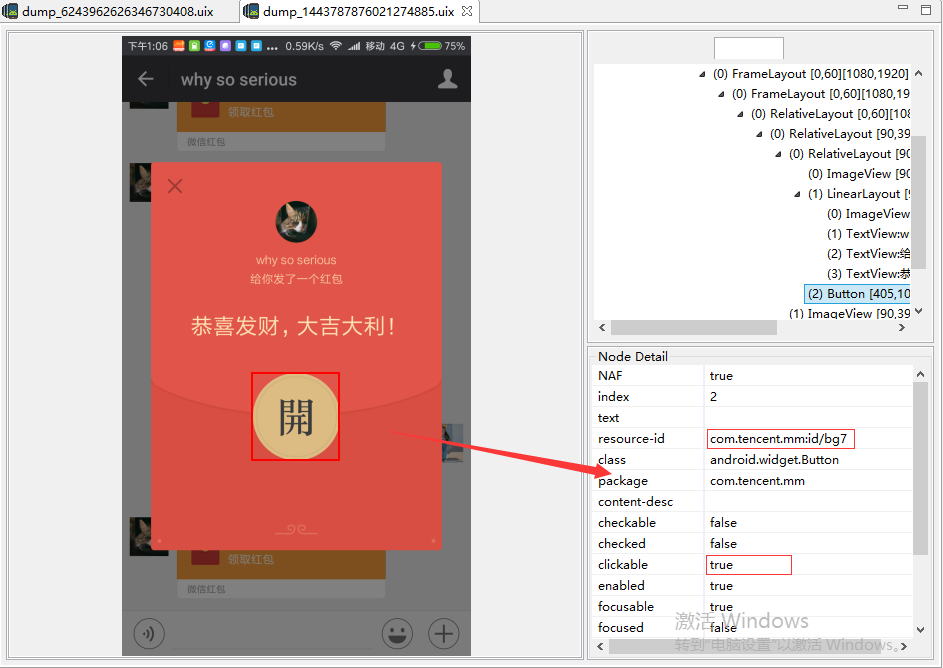 dump_6243962626346730408.uix
dump_1443787876021274885.uix
下午1:06
... 0.59K/s 移动 4G 75%
why so serious
领取红包
微信红包
why so serious
给你发了一个红包
恭喜发财，大吉大利！
開
领取红包
微信红包
(0) FrameLayout [0,60][1080,1920]
(0) FrameLayout [0,60][1080,19
(0) RelativeLayout [0,60][108
(0) RelativeLayout [90,39
(0) RelativeLayout [90
(0) ImageView [90
(1) LinearLayout [
(0) ImageView
(1) TextView:w
(2) TextView:给
(3) TextView:恭
(2) Button [405,10
(1) ImageView [90,39
Node Detail
NAF true
index 2
text
resource-id com.tencent.mm:id/bg7
class android.widget.Button
package com.tencent.mm
content-desc
checkable false
checked false
clickable true
enabled true
focusable true
focused false
激活 Windows
转到"电脑设置"以激活 Windows。